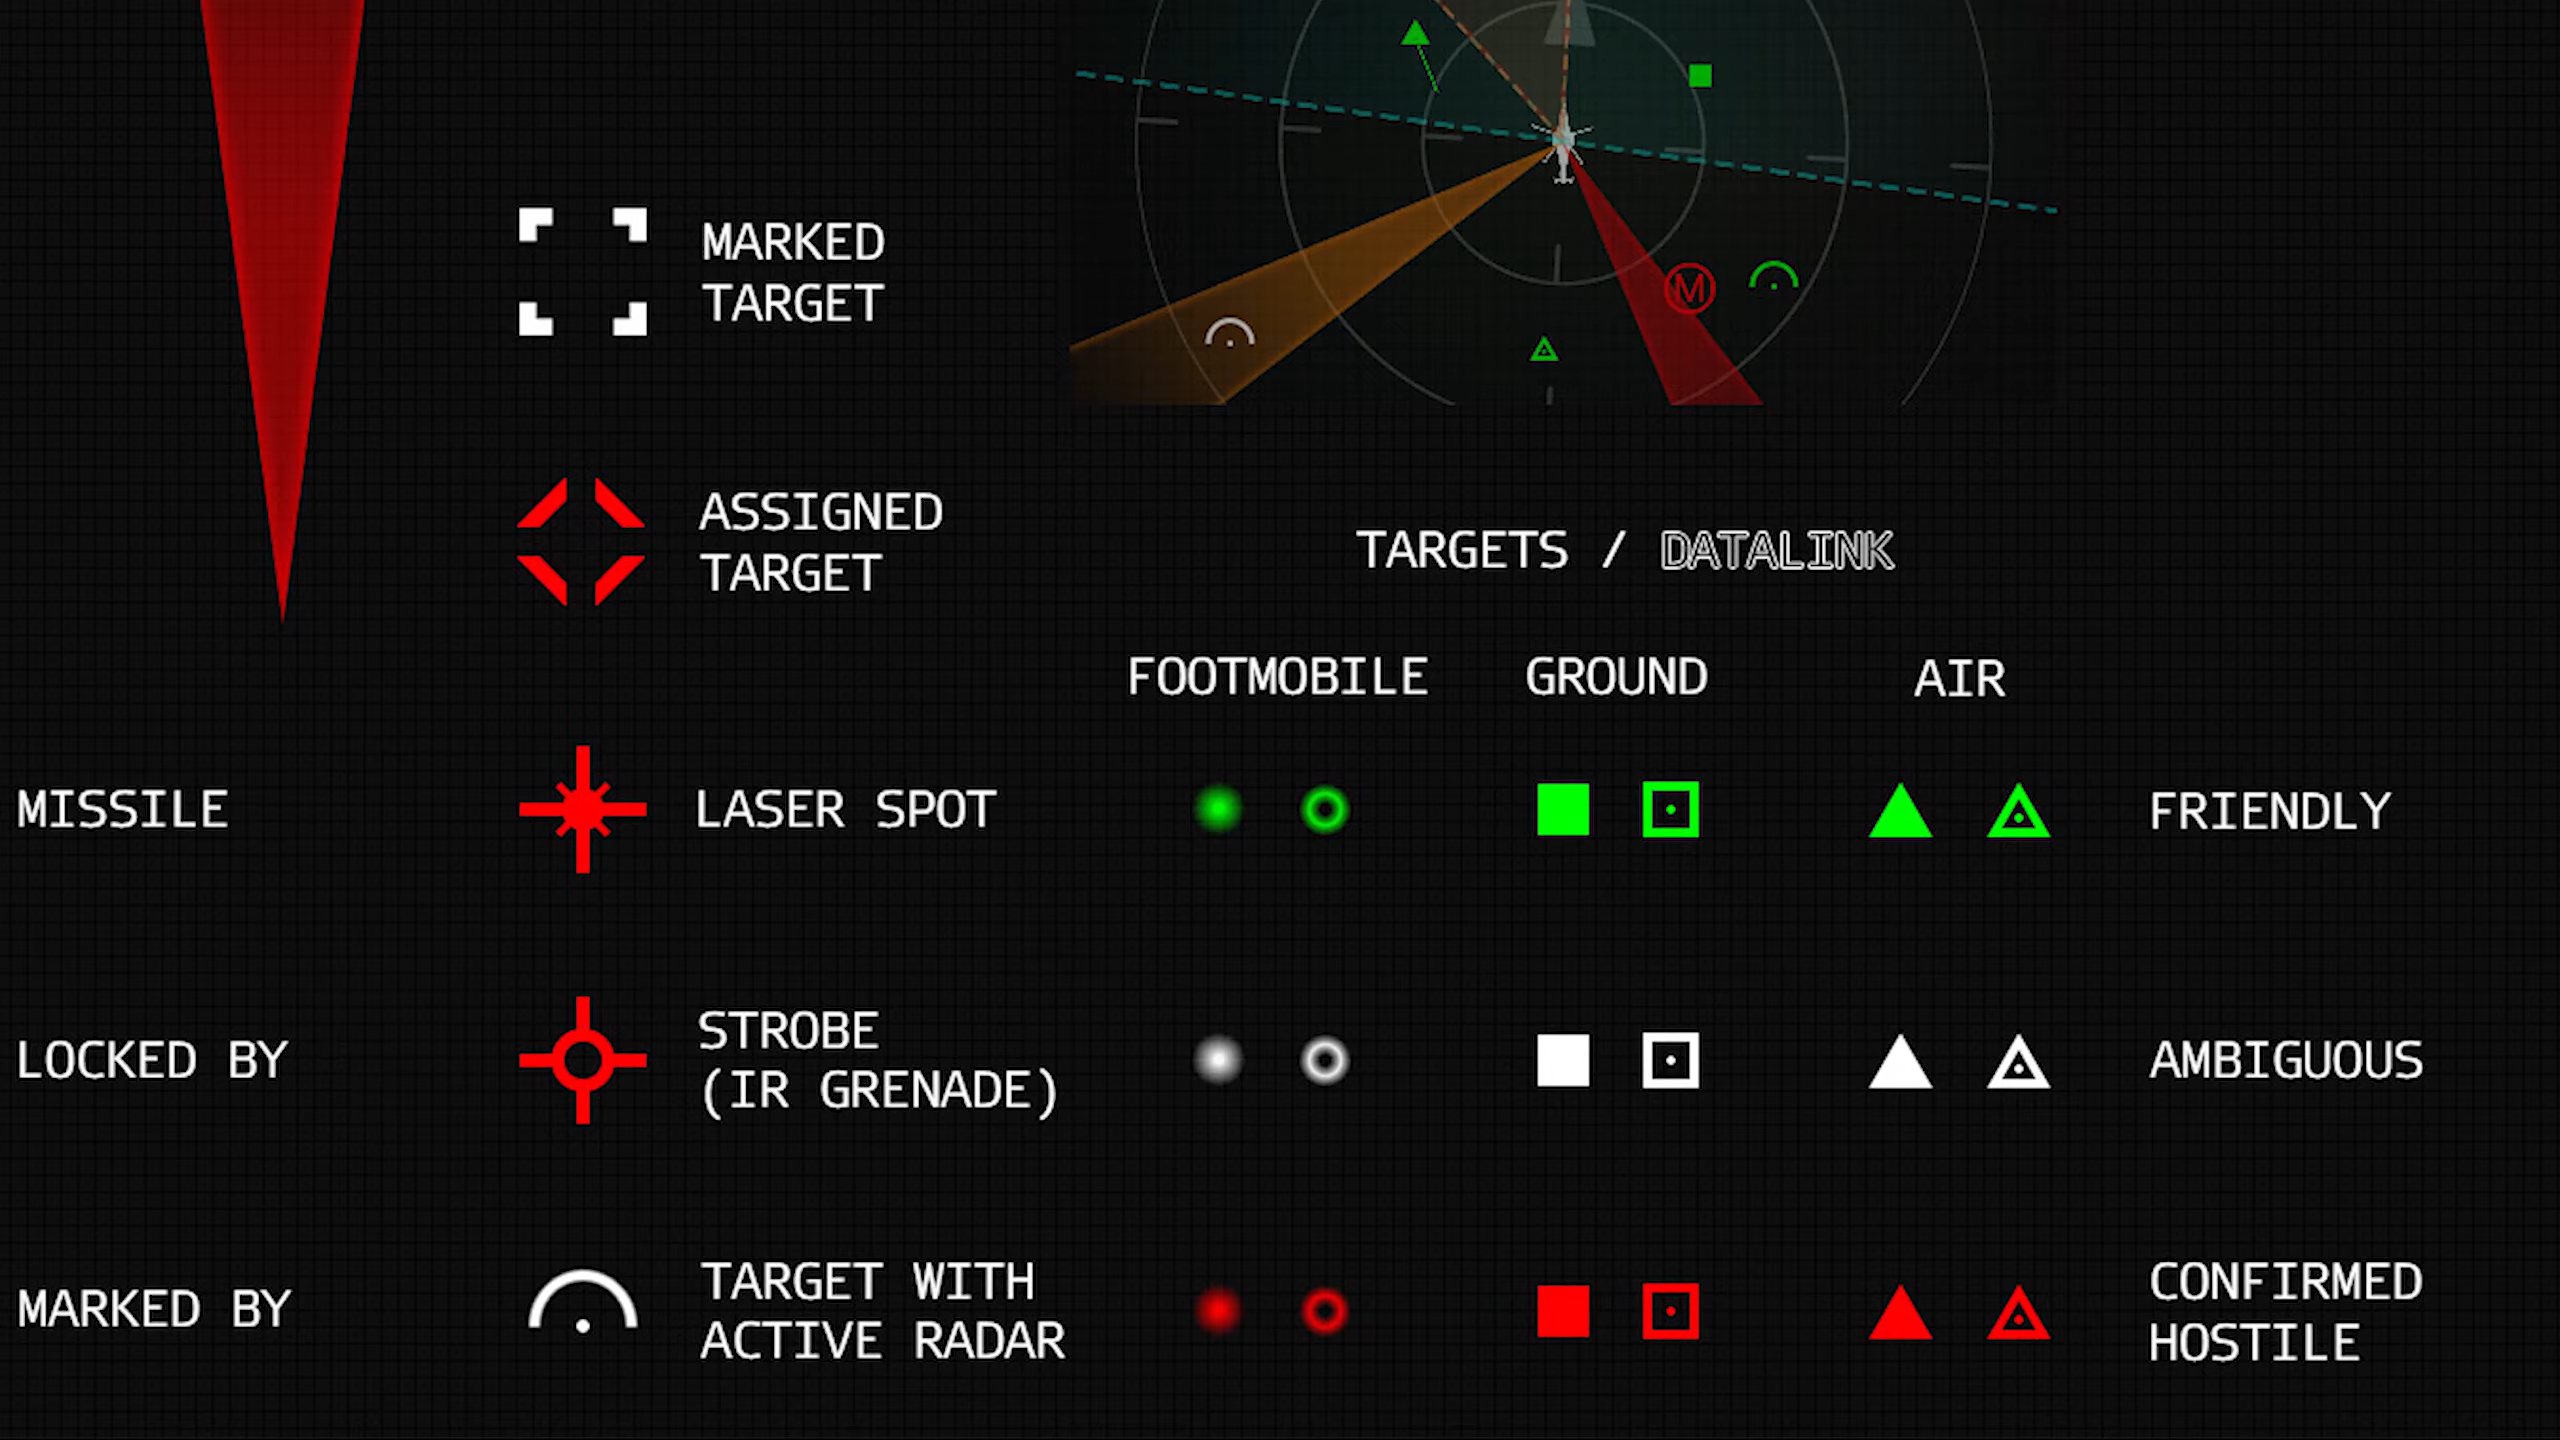 MARKED
TARGET
M
ASSIGNED
TARGET
TARGETS / DATALINK
FOOTMOBILE GROUND AIR
MISSILE
LASER SPOT
FRIENDLY
LOCKED BY
STROBE
(IR GRENADE)
AMBIGUOUS
MARKED BY
TARGET WITH
ACTIVE RADAR
CONFIRMED
HOSTILE